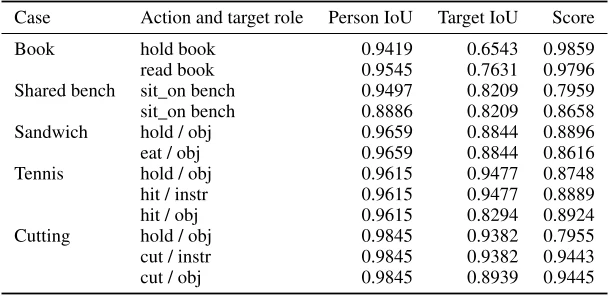 Case Action and target role Person IoU Target IoU Score
Book hold book 0.9419 0.6543 0.9859
read book 0.9545 0.7631 0.9796
Shared bench sit_on bench 0.9497 0.8209 0.7959
sit_on bench 0.8886 0.8209 0.8658
Sandwich hold / obj 0.9659 0.8844 0.8896
eat / obj 0.9659 0.8844 0.8616
Tennis hold / obj 0.9615 0.9477 0.8748
hit / instr 0.9615 0.9477 0.8889
hit / obj 0.9615 0.8294 0.8924
Cutting hold / obj 0.9845 0.9382 0.7955
cut / instr 0.9845 0.9382 0.9443
cut / obj 0.9845 0.8939 0.9445